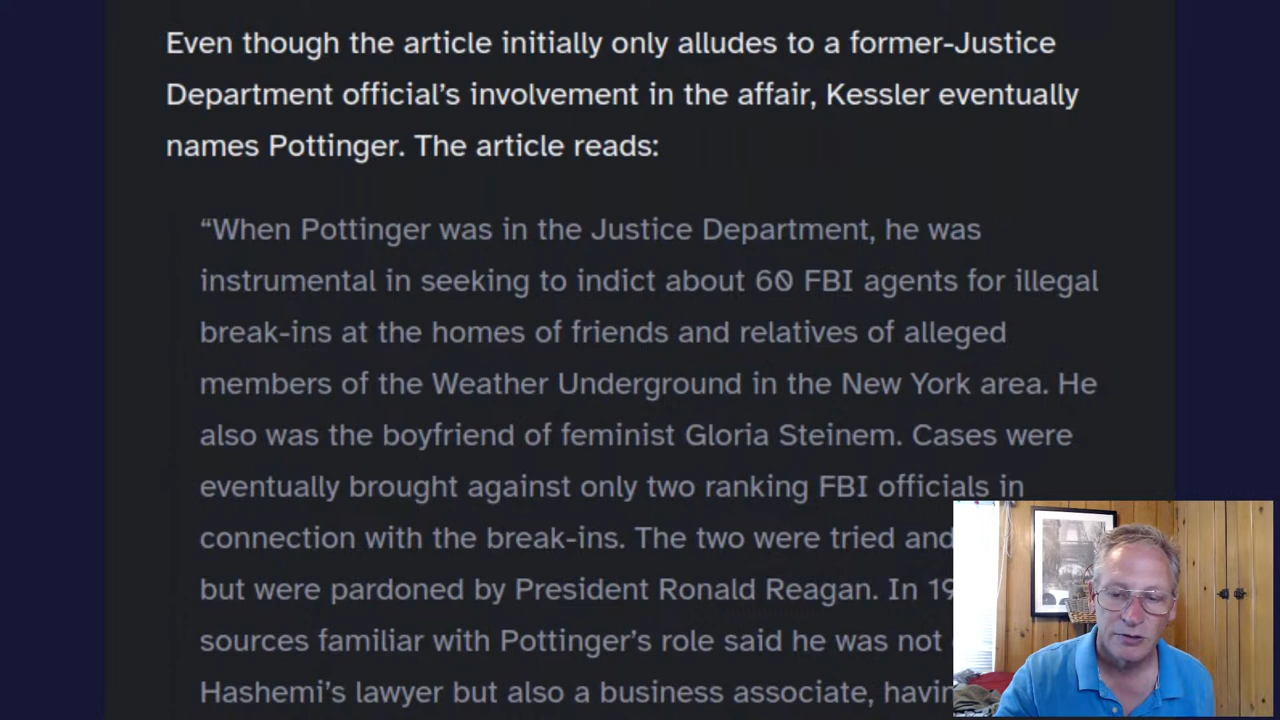 Even though the article initially only alludes to a former-Justice
Department official’s involvement in the affair, Kessler eventually
names Pottinger. The article reads:
“When Pottinger was in the Justice Department, he was
instrumental in seeking to indict about 60 FBI agents for illegal
break-ins at the homes of friends and relatives of alleged
members of the Weather Underground in the New York area. He
also was the boyfriend of feminist Gloria Steinem. Cases were
eventually brought against only two ranking FBI officials in
connection with the break-ins. The two were tried and
but were pardoned by President Ronald Reagan. In
sources familiar with Pottinger’s role said he was not
Hashemi’s lawyer but also a business associate,